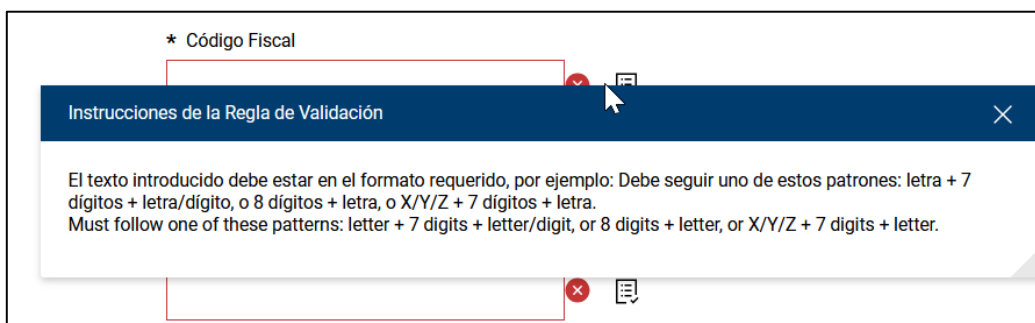 * Código Fiscal
Instrucciones de la Regla de Validación
El texto introducido debe estar en el formato requerido, por ejemplo: Debe seguir uno de estos patrones: letra + 7
dígitos + letra/dígito, o 8 dígitos + letra, o X/Y/Z + 7 dígitos + letra.
Must follow one of these patterns: letter + 7 digits + letter/digit, or 8 digits + letter, or X/Y/Z + 7 digits + letter.